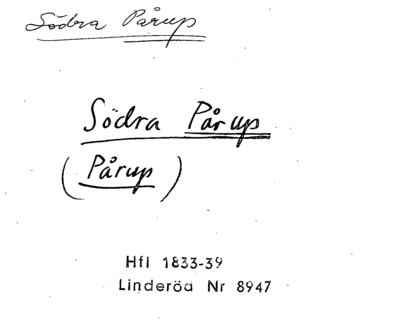 Södra Pårup
Södra Pårup
(Pårup)
Hfl 1833-39
Linderöd Nr 8947